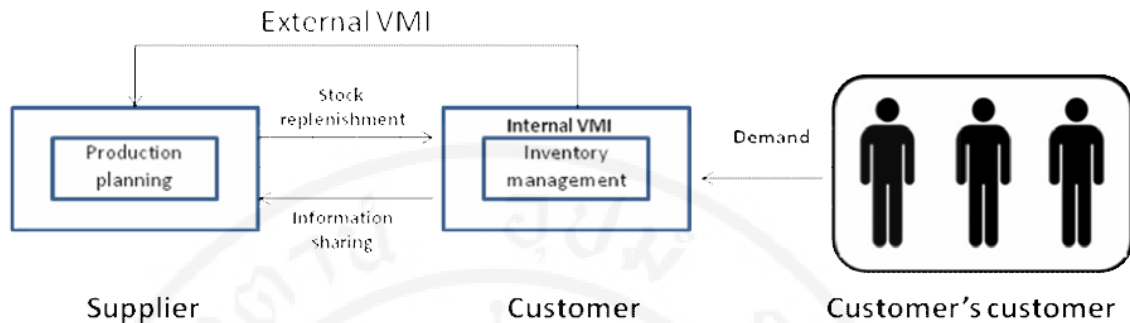 External VMI
Stock
replenishment
Internal VMI
Production
planning
Inventory
management
Demand
Information
sharing
Supplier
Customer
Customer's customer